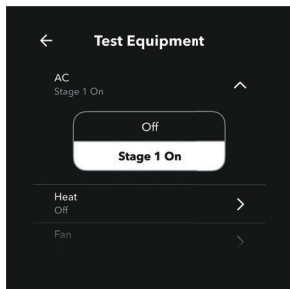 Test Equipment
AC
Stage 1 On
Off
Stage 1 On
Heat
Off
Fan